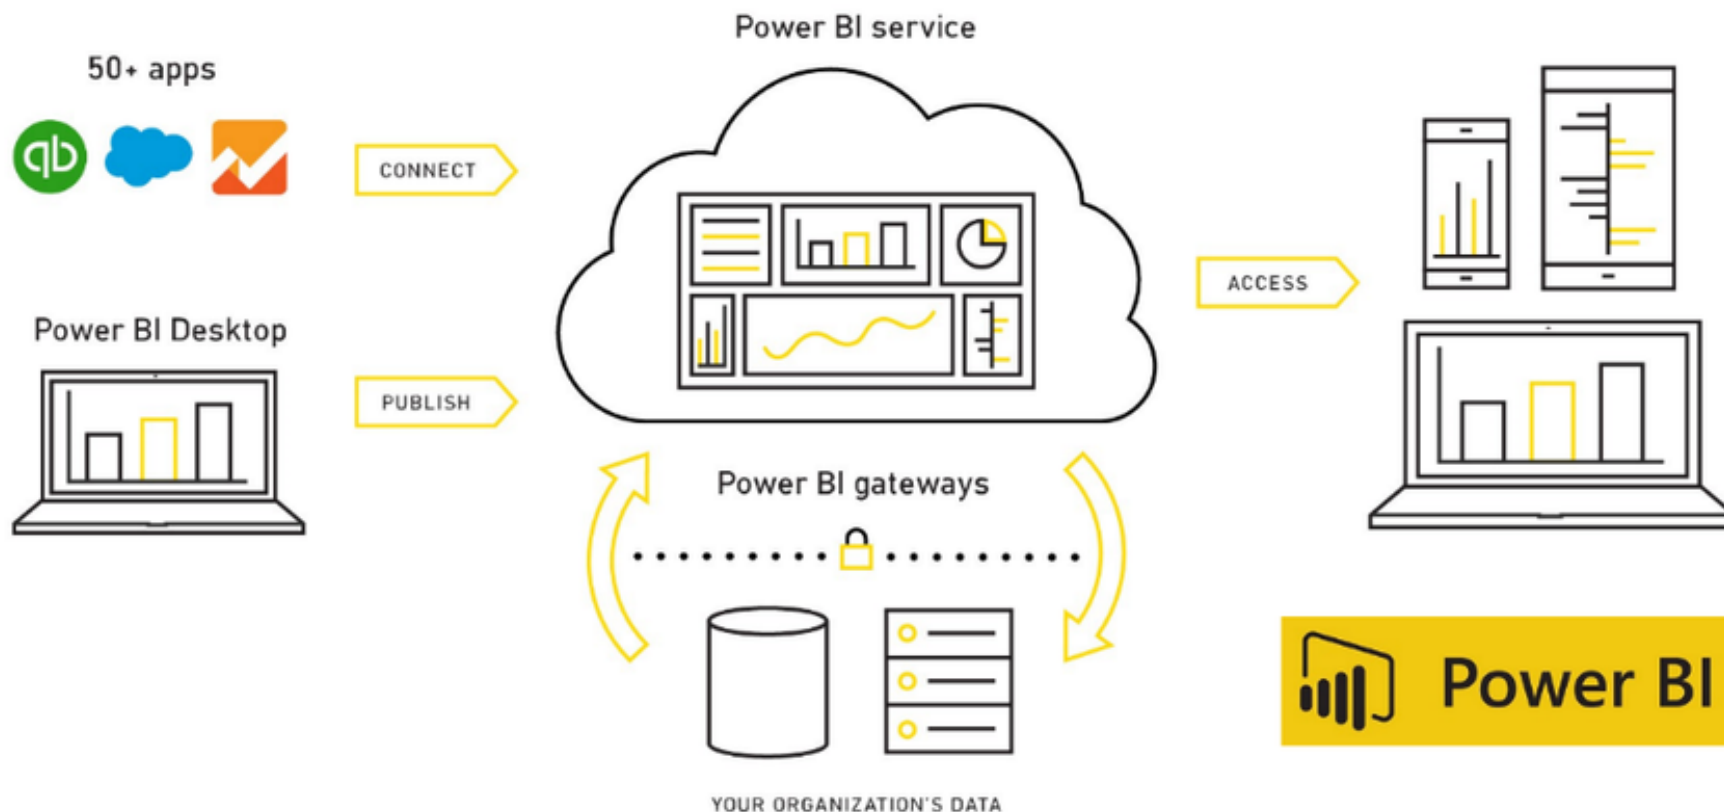 Power BI service
50+ apps
qb
CONNECT
ACCESS
Power BI Desktop
PUBLISH
Power BI gateways
Power BI
YOUR ORGANIZATION'S DATA